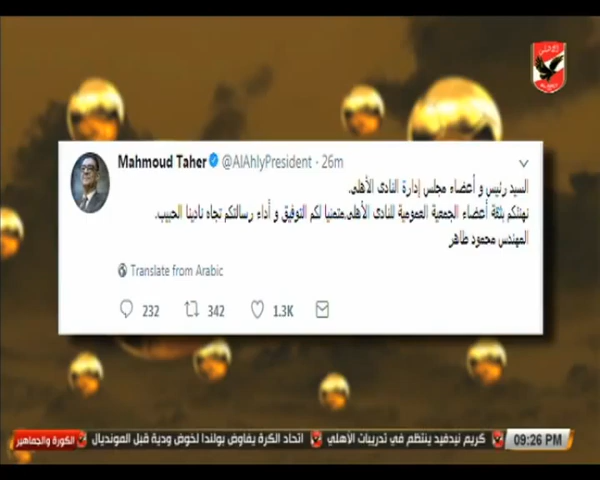 Mahmoud Taher @AlAhlyPresident · 26m
السيد رئيس و أعضاء مجلس إدارة النادى الأهلى.
نهنئكم بثقة أعضاء الجمعية العمومية للنادى الأهلى.متمنيا لكم التوفيق و أداء رسالتكم تجاه نادينا الحبيب.
المهندس محمود طاهر
Translate from Arabic
232 342 1.3K
الكورة والجماهير اتحاد الكرة يفاوض بولندا لخوض ودية قبل المونديال كريم نيدفيد ينتظم في تدريبات الأهلي 09:26 PM